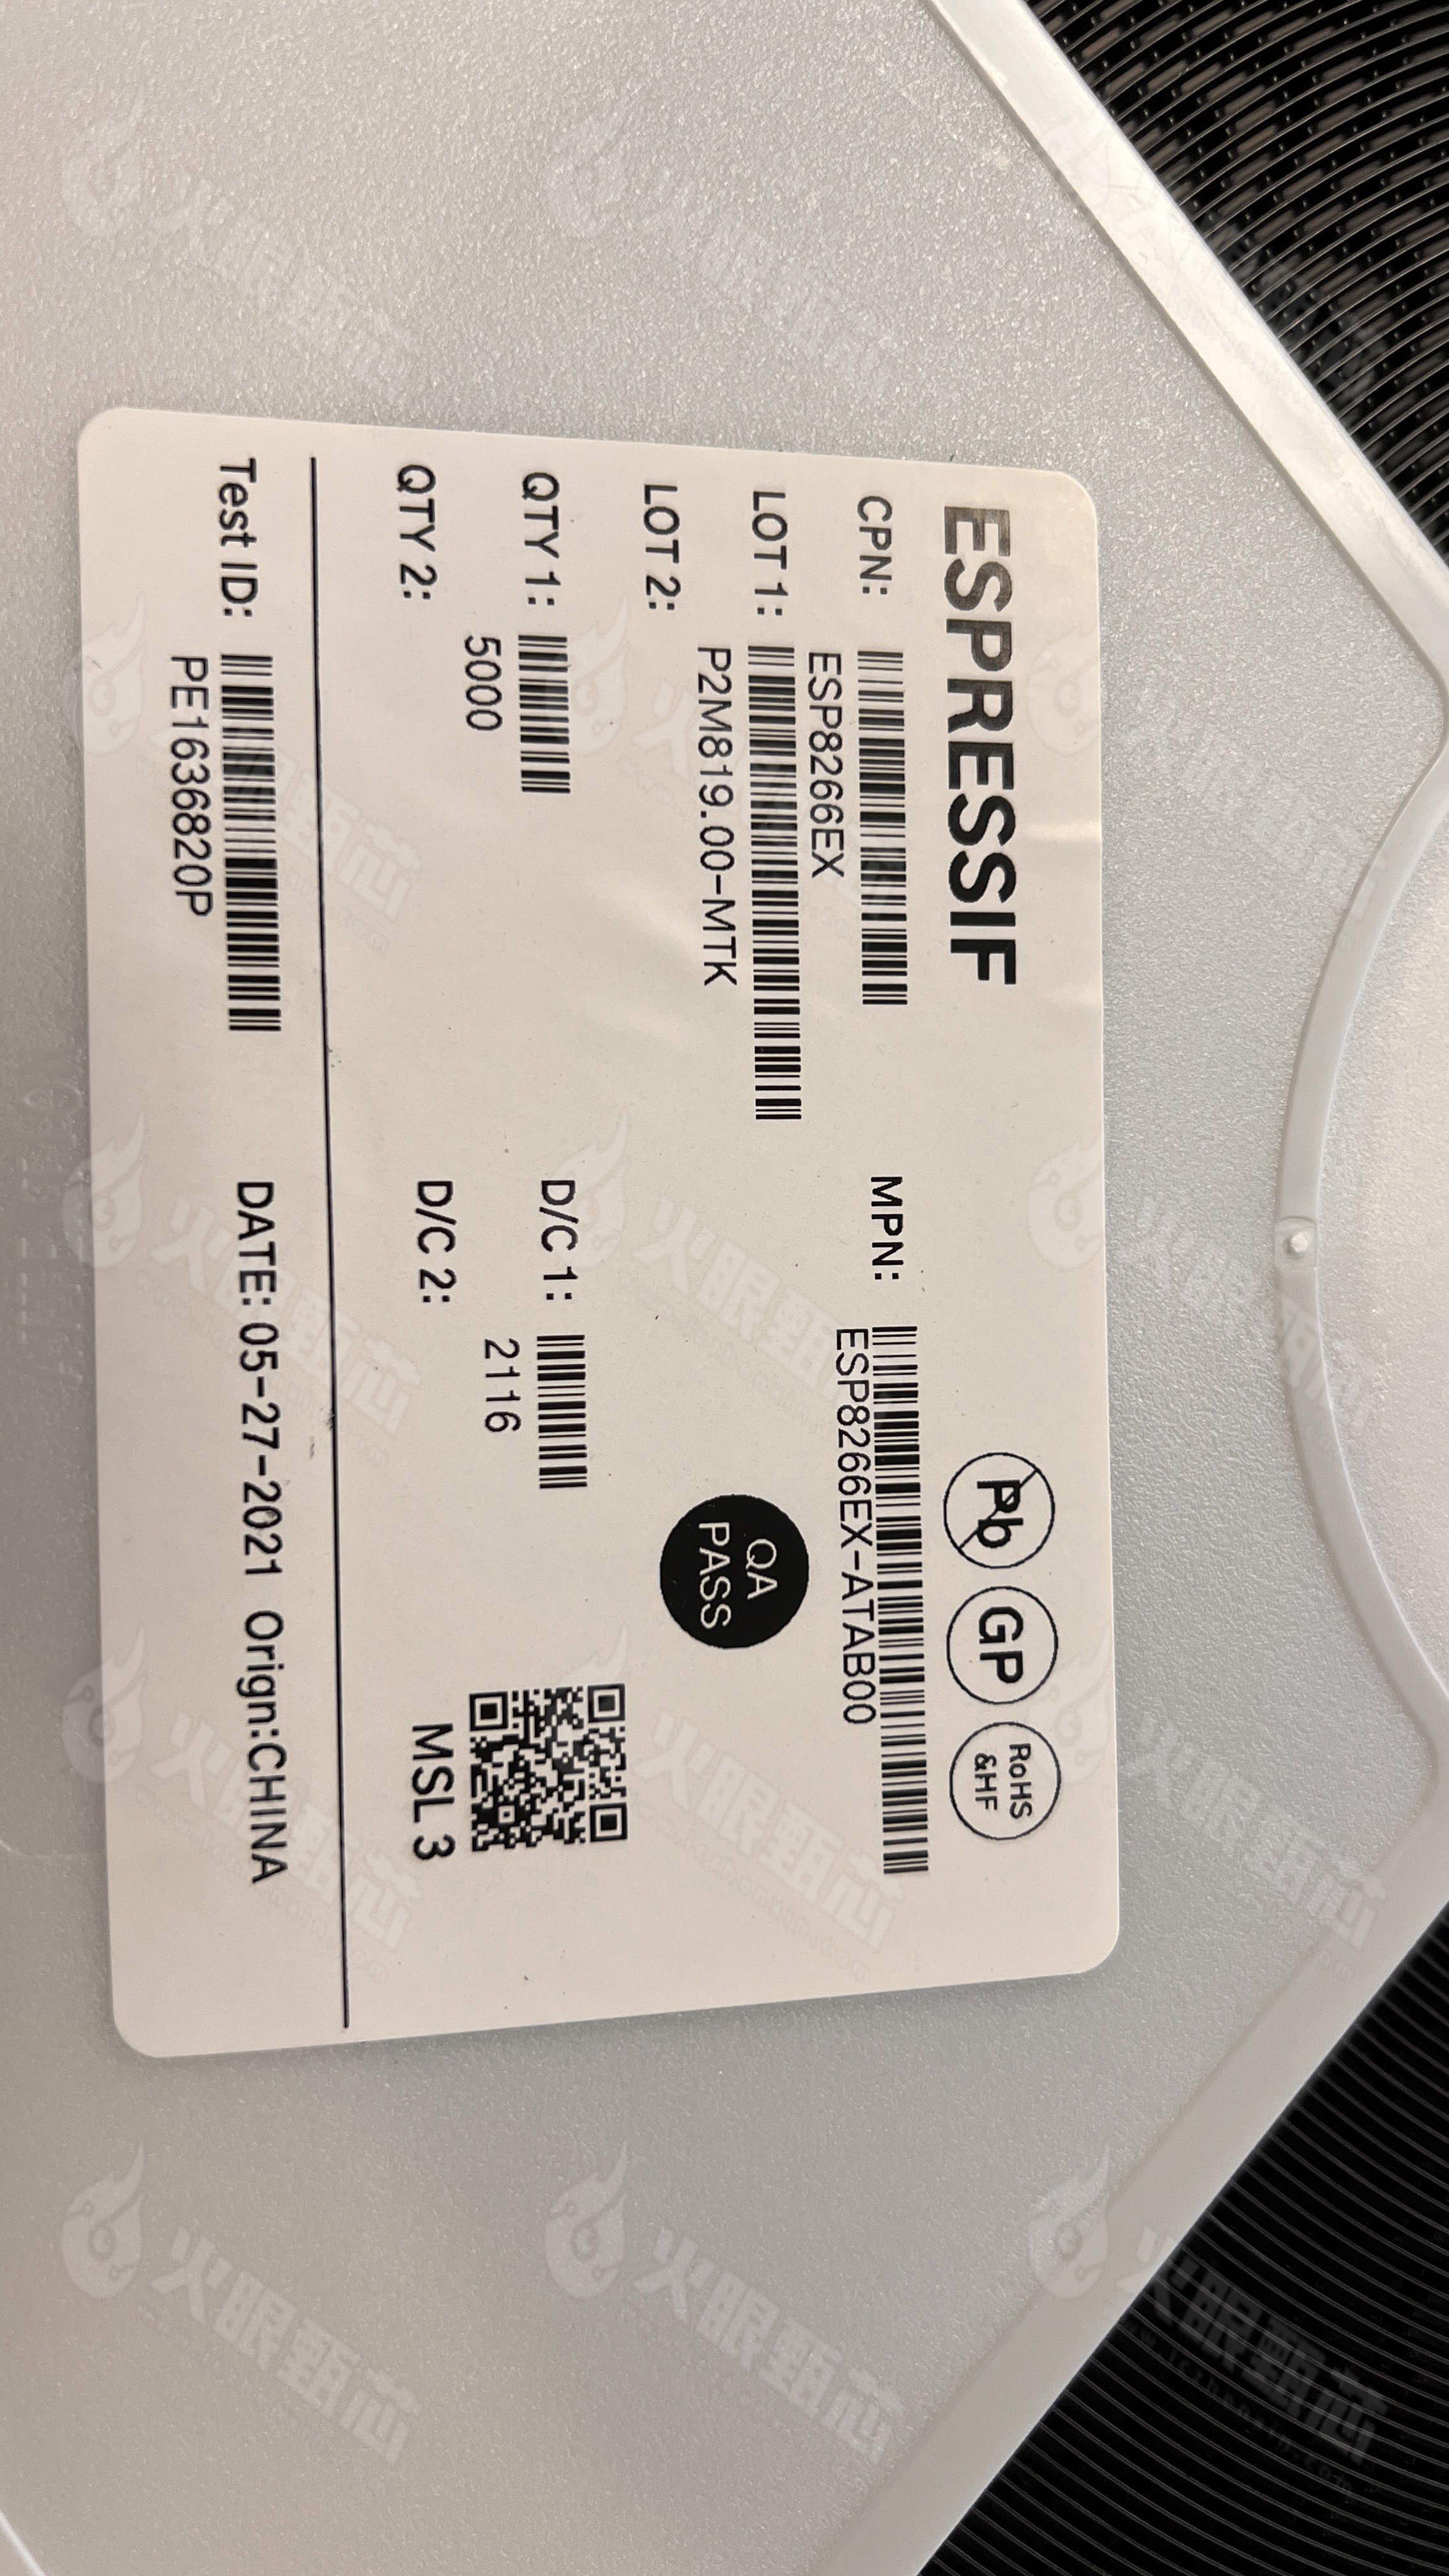 ESPRESSIF
Pb GP RoHS &HF
CPN: ESP8266EX
MPN: ESP8266EX-ATAB00
LOT 1: P2M819.00-MTK
LOT 2:
QA PASS
QTY 1: 5000
D/C 1: 2116
QTY 2:
D/C 2:
MSL 3
Test ID: PE1636820P
DATE: 05-27-2021 Orign:CHINA
火眼甄芯